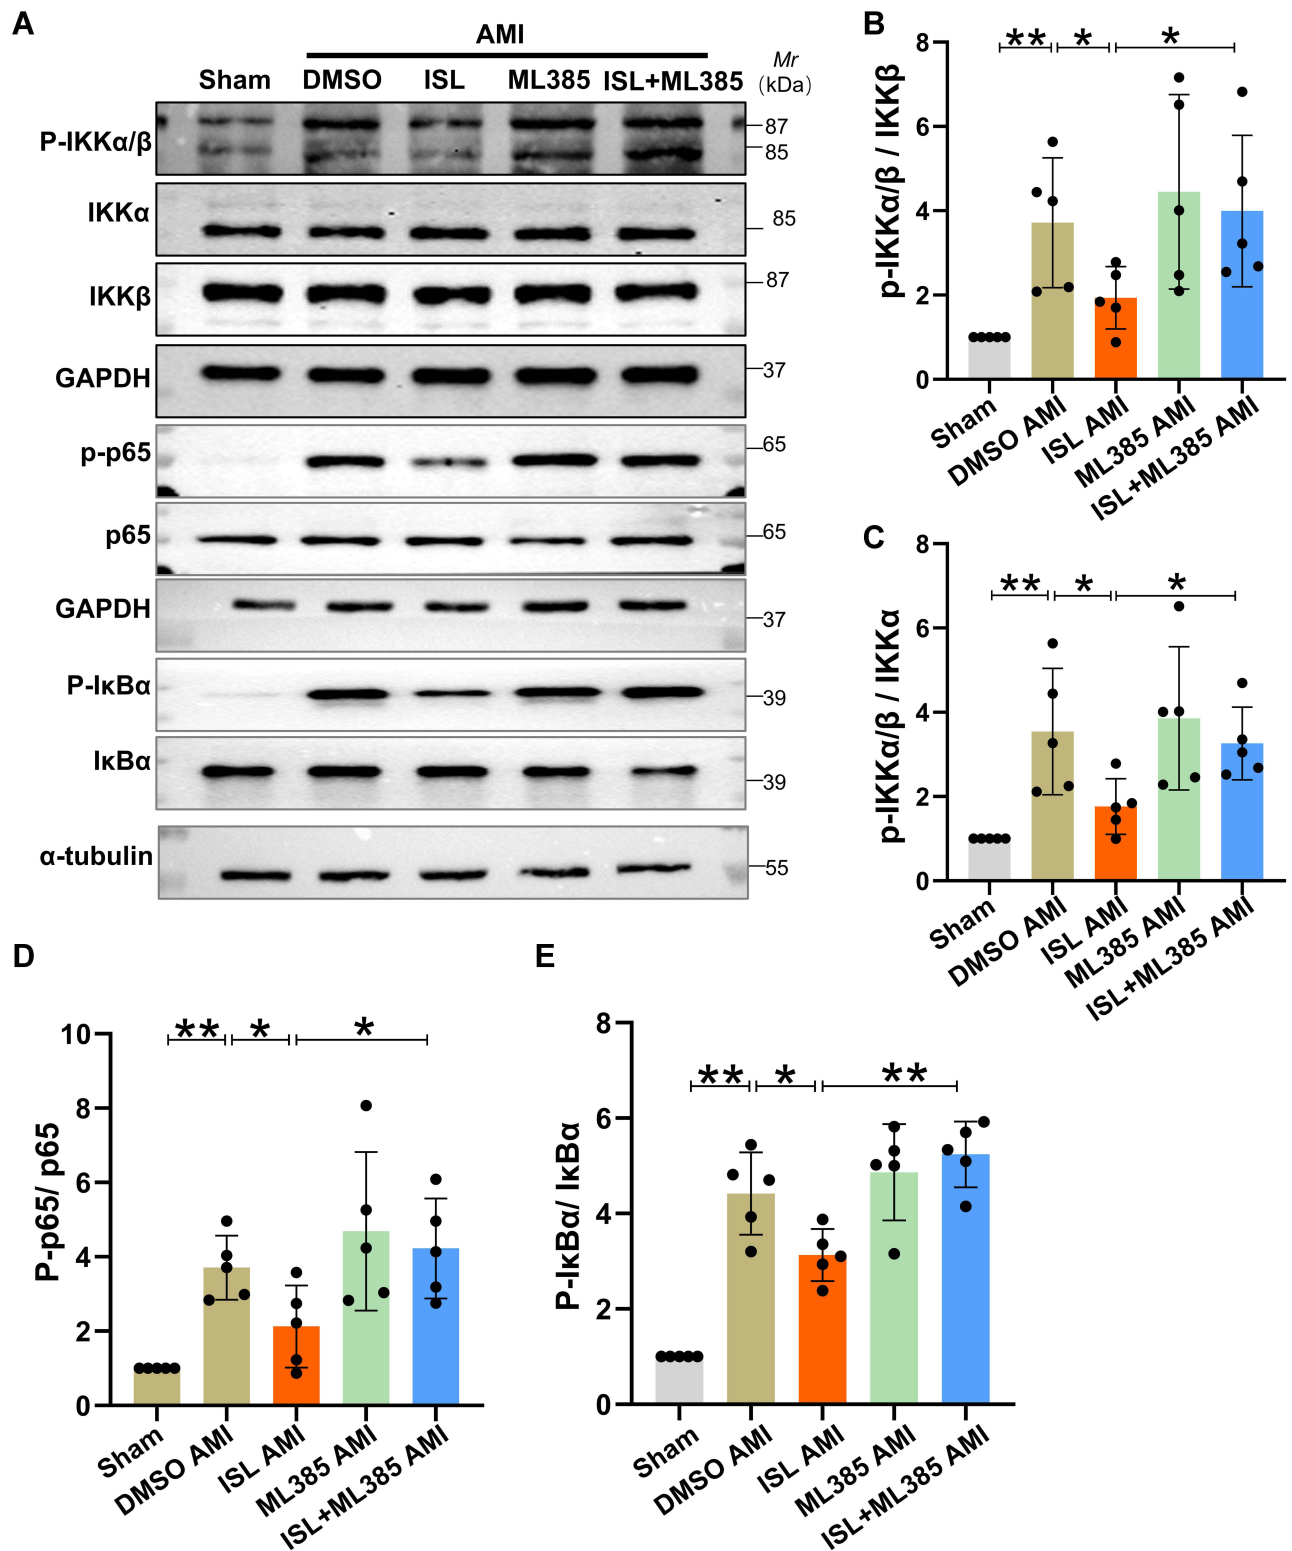 A
AMI
Sham DMSO ISL ML385 ISL+ML385
Mr
(kDa)
P-IKKα/β
87
85
IKKα
85
IKKβ
87
GAPDH
37
p-p65
65
p65
65
GAPDH
37
P-IκBα
39
IκBα
39
α-tubulin
55
B
** * *
p-IKKα/β / IKKβ
8
6
4
2
0
Sham
DMSO AMI
ISL AMI
ML385 AMI
ISL+ML385 AMI
C
** * *
p-IKKα/β / IKKα
8
6
4
2
0
Sham
DMSO AMI
ISL AMI
ML385 AMI
ISL+ML385 AMI
D
** * *
P-p65/ p65
10
8
6
4
2
0
Sham
DMSO AMI
ISL AMI
ML385 AMI
ISL+ML385 AMI
E
** * **
P-IκBα/ IκBα
8
6
4
2
0
Sham
DMSO AMI
ISL AMI
ML385 AMI
ISL+ML385 AMI